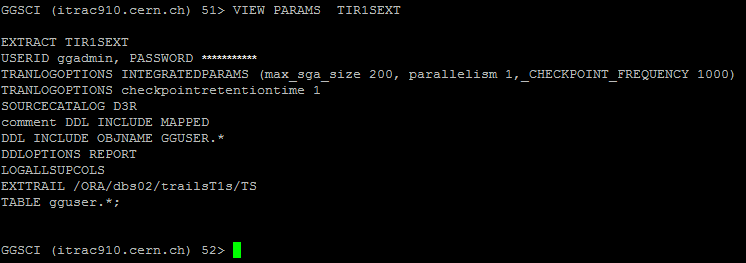 GGSCI (itrac910.cern.ch) 51> VIEW PARAMS  TIR1SEXT
EXTRACT TIR1SEXT
USERID ggadmin, PASSWORD ***********
TRANLOGOPTIONS INTEGRATEDPARAMS (max_sga_size 200, parallelism 1,_CHECKPOINT_FREQUENCY 1000)
TRANLOGOPTIONS checkpointretentiontime 1
SOURCECATALOG D3R
comment DDL INCLUDE MAPPED
DDL INCLUDE OBJNAME GGUSER.*
DDLOPTIONS REPORT
LOGALLSUPCOLS
EXTTRAIL /ORA/dbs02/trailsT1s/TS
TABLE gguser.*;
GGSCI (itrac910.cern.ch) 52>